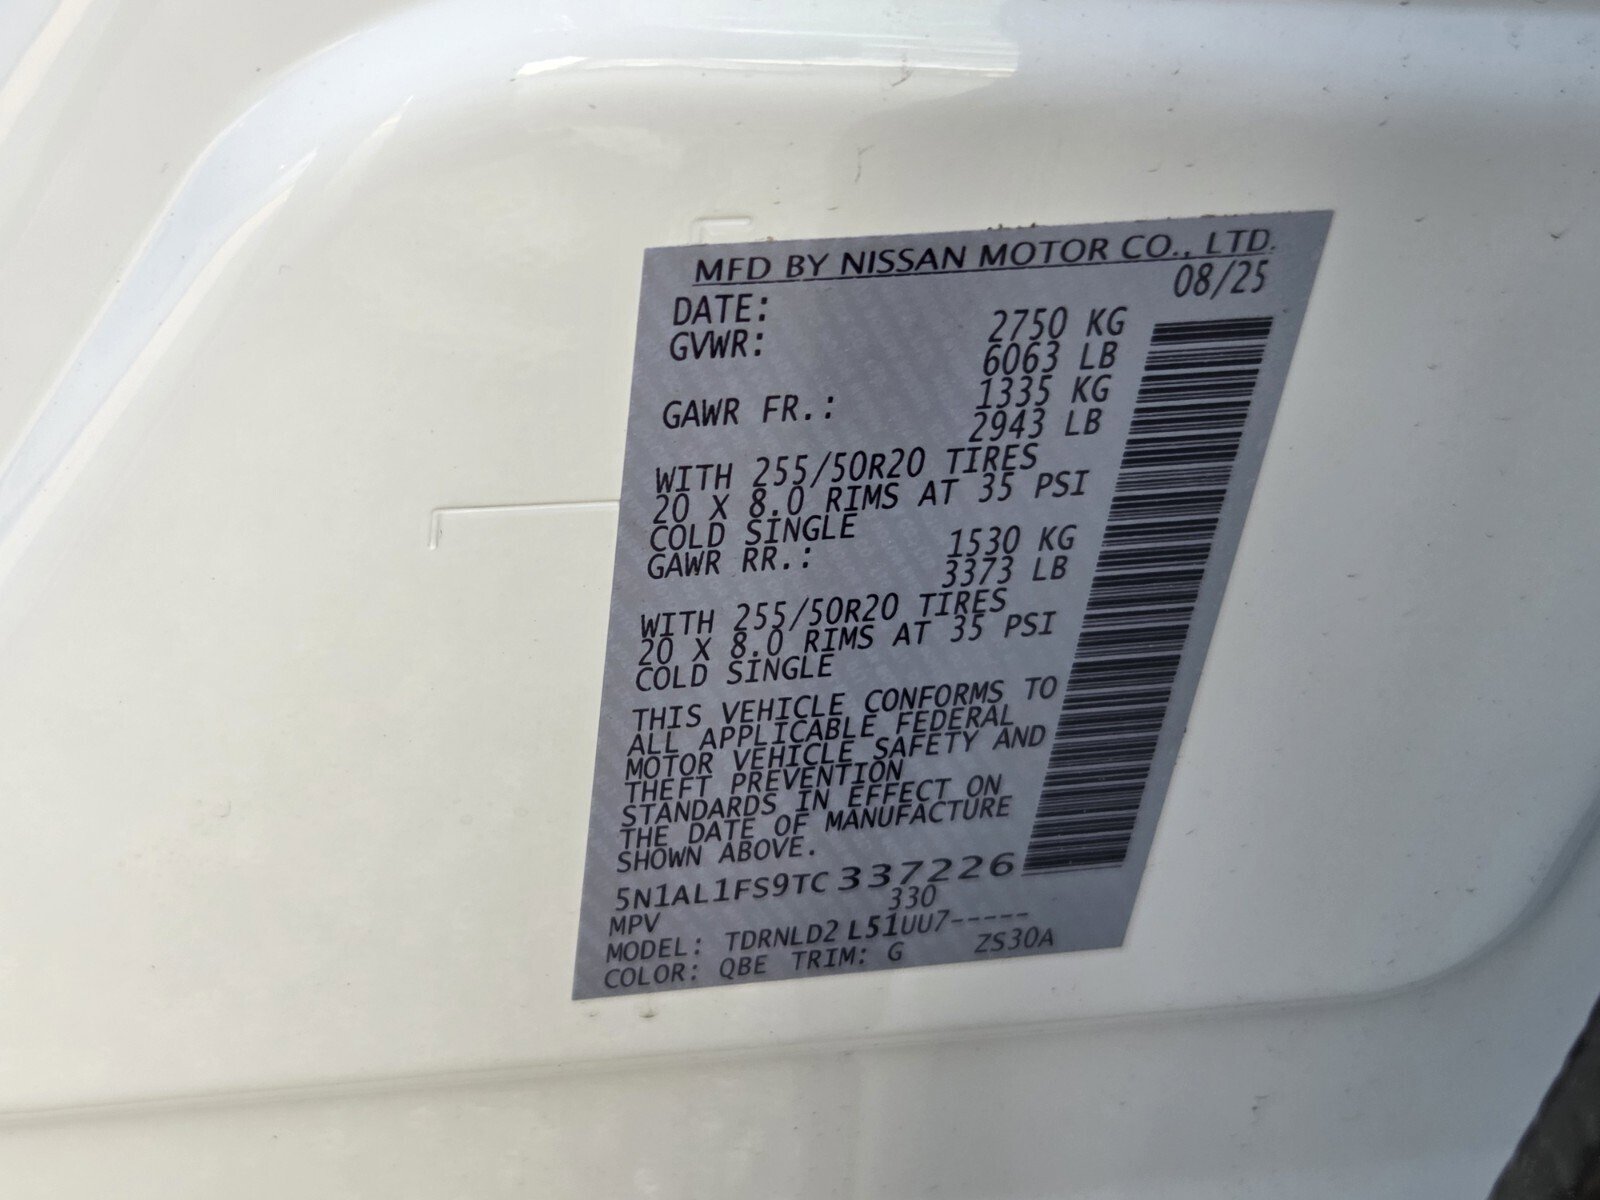 MFD BY NISSAN MOTOR CO., LTD.
DATE: 08/25
GVWR: 2750 KG
6063 LB
GAWR FR.: 1335 KG
2943 LB
WITH 255/50R20 TIRES
20 X 8.0 RIMS AT 35 PSI
COLD SINGLE
GAWR RR.: 1530 KG
3373 LB
WITH 255/50R20 TIRES
20 X 8.0 RIMS AT 35 PSI
COLD SINGLE
THIS VEHICLE CONFORMS TO
ALL APPLICABLE FEDERAL
MOTOR VEHICLE SAFETY AND
THEFT PREVENTION
STANDARDS IN EFFECT ON
THE DATE OF MANUFACTURE
SHOWN ABOVE.
5N1AL1FS9TC337226
MPV 330
MODEL: TDRNLD2 L51UU7-----
COLOR: QBE TRIM: G ZS30A